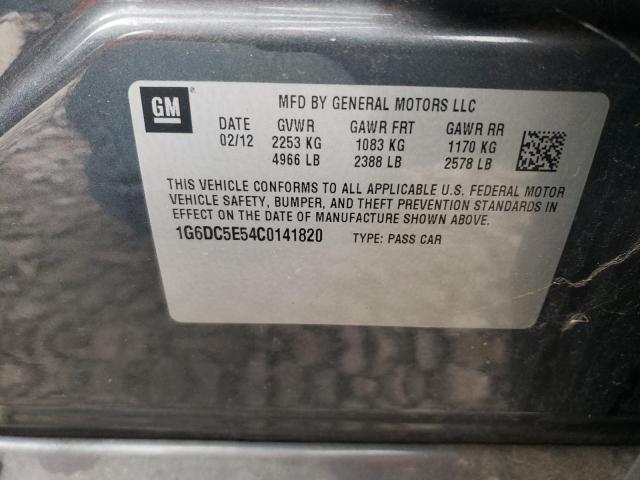 GM
MFD BY GENERAL MOTORS LLC
DATE GVWR GAWR FRT GAWR RR
02/12 2253 KG 1083 KG 1170 KG
4966 LB 2388 LB 2578 LB
THIS VEHICLE CONFORMS TO ALL APPLICABLE U.S. FEDERAL MOTOR
VEHICLE SAFETY, BUMPER, AND THEFT PREVENTION STANDARDS IN
EFFECT ON THE DATE OF MANUFACTURE SHOWN ABOVE.
1G6DC5E54C0141820 TYPE: PASS CAR